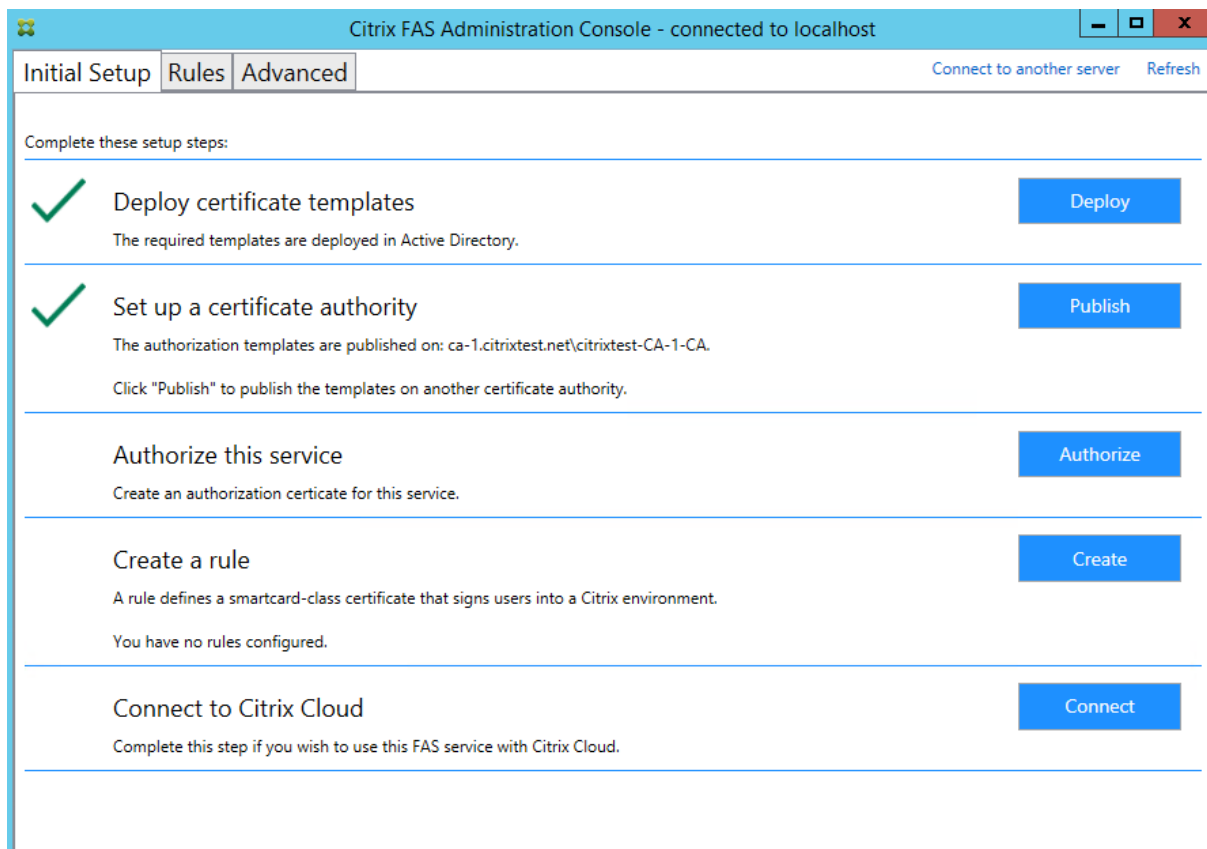 Citrix FAS Administration Console - connected to localhost
Initial Setup Rules Advanced Connect to another server Refresh
Complete these setup steps:
Deploy certificate templates
Deploy
The required templates are deployed in Active Directory.
Set up a certificate authority
Publish
The authorization templates are published on: ca-1.citrixtest.net\citrixtest-CA-1-CA.
Click "Publish" to publish the templates on another certificate authority.
Authorize this service
Authorize
Create an authorization certicate for this service.
Create a rule
Create
A rule defines a smartcard-class certificate that signs users into a Citrix environment.
You have no rules configured.
Connect to Citrix Cloud
Connect
Complete this step if you wish to use this FAS service with Citrix Cloud.